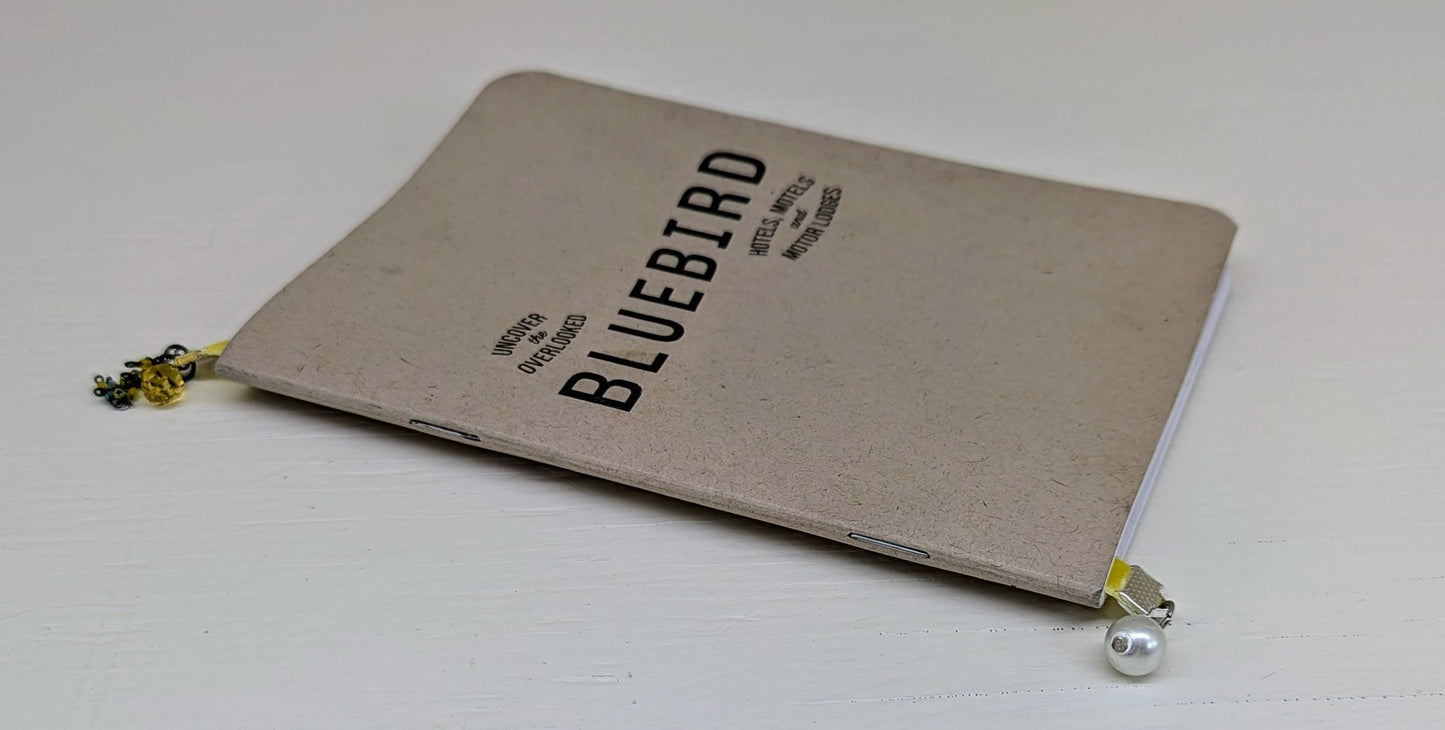 UNCOVER
the
OVERLOOKED
BLUEBIRD
HOTELS, MOTELS
and
MOTOR LODGES